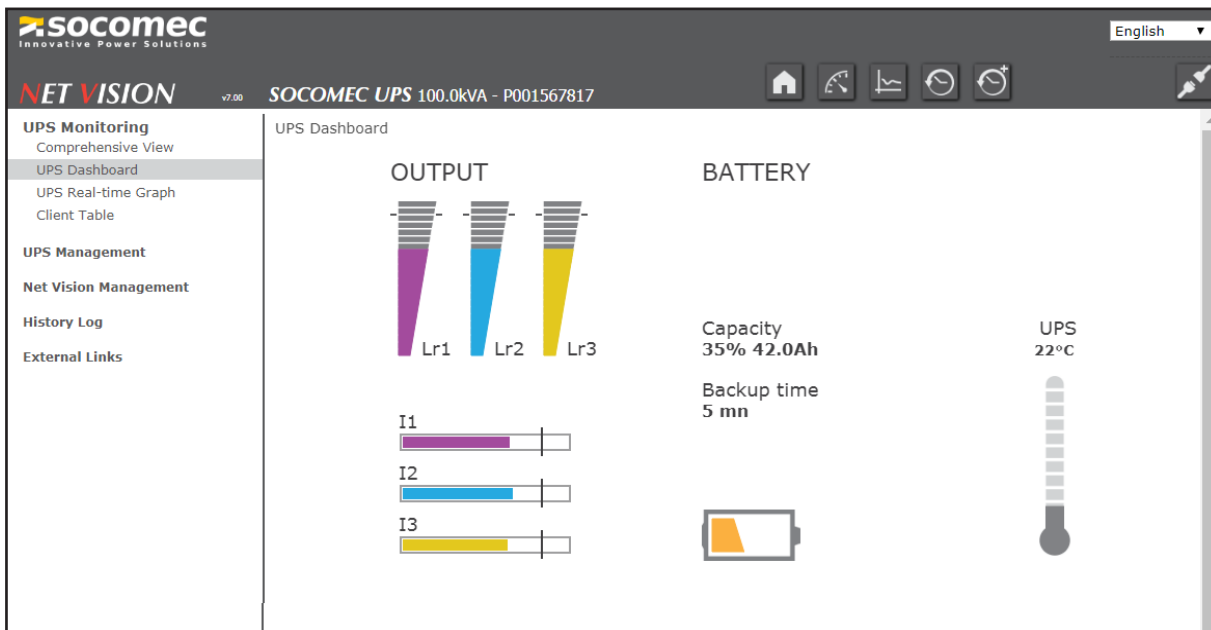 socomec
Innovative Power Solutions
English
NET VISION v7.00 SOCOMEC UPS 100.0kVA - P001567817
UPS Monitoring
Comprehensive View
UPS Dashboard
UPS Real-time Graph
Client Table
UPS Management
Net Vision Management
History Log
External Links
UPS Dashboard
OUTPUT
Lr1 Lr2 Lr3
I1
I2
I3
BATTERY
Capacity
35% 42.0Ah
Backup time
5 mn
UPS
22°C